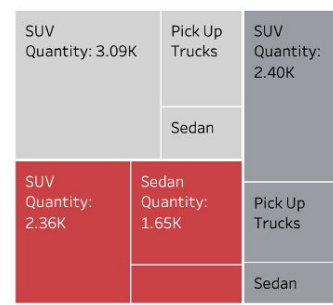 SUV
Quantity: 3.09K
Pick Up
Trucks
Sedan
SUV
Quantity:
2.40K
Pick Up
Trucks
Sedan
SUV
Quantity:
2.36K
Sedan
Quantity:
1.65K